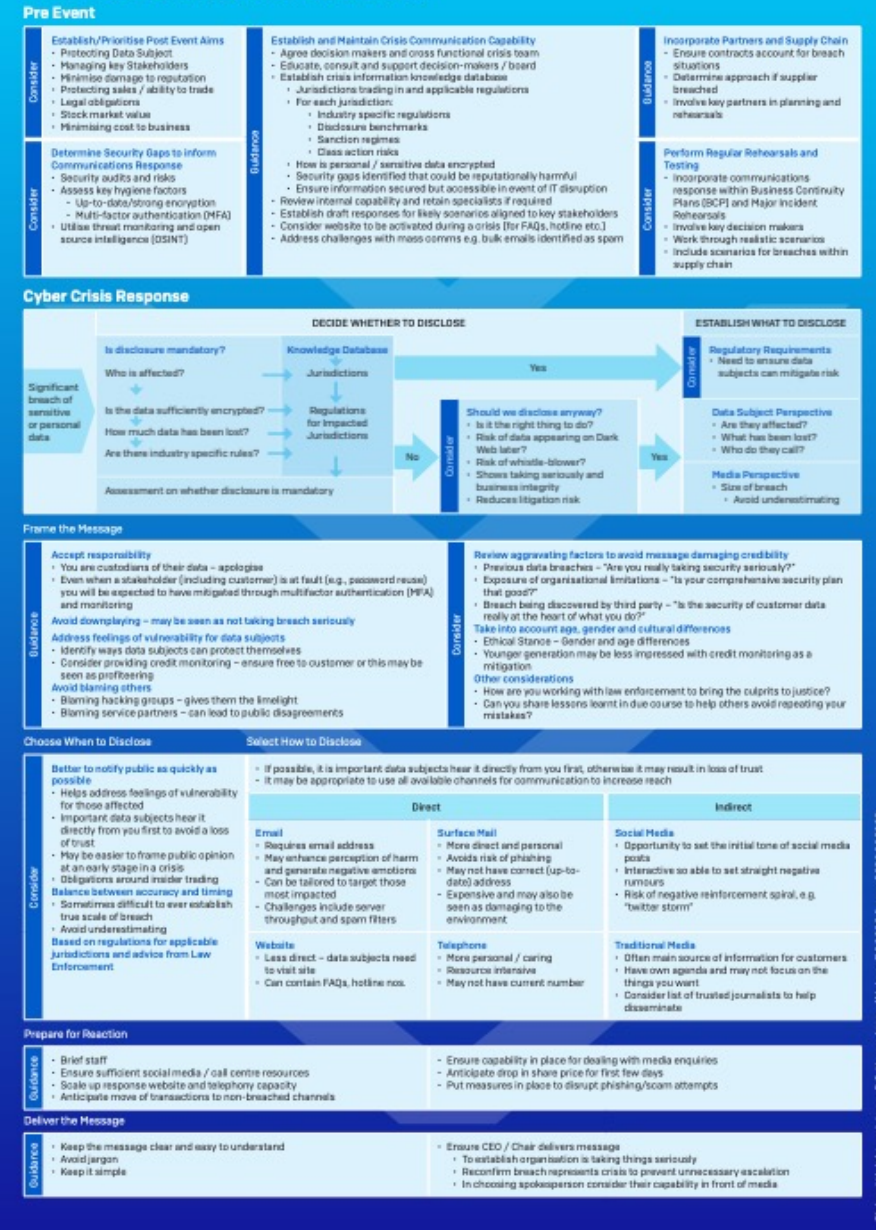 Pre Event
Consider
Establish/Prioritise Post Event Aims
• Protecting Data Subject
• Managing key Stakeholders
• Minimise damage to reputation
• Protecting sales / ability to trade
• Legal obligations
• Stock market value
• Minimising cost to business
Consider
Determine Security Gaps to inform
Communications Response
• Security audits and risks
• Assess key hygiene factors
- Up-to-date/strong encryption
- Multi-factor authentication (MFA)
• Utilise threat monitoring and open
source intelligence (OSINT)
Guidance
Establish and Maintain Crisis Communication Capability
• Agree decision makers and cross functional crisis team
• Educate, consult and support decision-makers / board
• Establish crisis information knowledge database
• Jurisdictions trading in and applicable regulations
• For each jurisdiction:
• Industry specific regulations
• Disclosure benchmarks
• Sanction regimes
• Class action risks
• How is personal / sensitive data encrypted
• Security gaps identified that could be reputationally harmful
• Ensure information secured but accessible in event of IT disruption
• Review internal capability and retain specialists if required
• Establish draft responses for likely scenarios aligned to key stakeholders
• Consider website to be activated during a crisis (for FAQs, hotline etc.)
• Address challenges with mass comms e.g. bulk emails identified as spam
Guidance
Incorporate Partners and Supply Chain
• Ensure contracts account for breach
situations
• Determine approach if supplier
breached
• Involve key partners in planning and
rehearsals
Consider
Perform Regular Rehearsals and
Testing
• Incorporate communications
response within Business Continuity
Plans (BCP) and Major Incident
Rehearsals
• Involve key decision makers
• Work through realistic scenarios
• Include scenarios for breaches within
supply chain
Cyber Crisis Response
DECIDE WHETHER TO DISCLOSE
ESTABLISH WHAT TO DISCLOSE
Significant
breach of
sensitive
or personal
data
Is disclosure mandatory?
Who is affected?
Is the data sufficiently encrypted?
How much data has been lost?
Are there industry specific rules?
Assessment on whether disclosure is mandatory
Knowledge Database
Jurisdictions
Regulations
for Impacted
Jurisdictions
Yes
No
Consider
Should we disclose anyway?
• Is it the right thing to do?
• Risk of data appearing on Dark
Web later?
• Risk of whistle-blower?
• Shows taking seriously and
business integrity
• Reduces litigation risk
Yes
Consider
Regulatory Requirements
• Need to ensure data
subjects can mitigate risk
Data Subject Perspective
• Are they affected?
• What has been lost?
• Who do they call?
Media Perspective
• Size of breach
• Avoid underestimating
Frame the Message
Guidance
Accept responsibility
• You are custodians of their data – apologise
• Even when a stakeholder (including customer) is at fault (e.g., password reuse)
you will be expected to have mitigated through multifactor authentication (MFA)
and monitoring
Avoid downplaying – may be seen as not taking breach seriously
Address feelings of vulnerability for data subjects
• Identify ways data subjects can protect themselves
• Consider providing credit monitoring – ensure free to customer or this may be
seen as profiteering
Avoid blaming others
• Blaming hacking groups – gives them the limelight
• Blaming service partners – can lead to public disagreements
Consider
Review aggravating factors to avoid message damaging credibility
• Previous data breaches – "Are you really taking security seriously?"
• Exposure of organisational limitations – "Is your comprehensive security plan
that good?"
• Breach being discovered by third party – "Is the security of customer data
really at the heart of what you do?"
Take into account age, gender and cultural differences
• Ethical Stance – Gender and age differences
• Younger generation may be less impressed with credit monitoring as a
mitigation
Other considerations
• How are you working with law enforcement to bring the culprits to justice?
• Can you share lessons learnt in due course to help others avoid repeating your
mistakes?
Choose When to Disclose
Consider
Better to notify public as quickly as
possible
• Helps address feelings of vulnerability
for those affected
• Important data subjects hear it
directly from you first to avoid a loss
of trust
• May be easier to frame public opinion
at an early stage in a crisis
• Obligations around insider trading
Balance between accuracy and timing
• Sometimes difficult to ever establish
true scale of breach
• Avoid underestimating
Based on regulations for applicable
jurisdictions and advice from Law
Enforcement
Select How to Disclose
• If possible, it is important data subjects hear it directly from you first, otherwise it may result in loss of trust
- It may be appropriate to use all available channels for communication to increase reach
Direct
Indirect
Email
• Requires email address
• May enhance perception of harm
and generate negative emotions
• Can be tailored to target those
most impacted
• Challenges include server
throughput and spam filters
Surface Mail
• More direct and personal
• Avoids risk of phishing
• May not have correct (up-to-
date) address
• Expensive and may also be
seen as damaging to the
environment
Social Media
• Opportunity to set the initial tone of social media
posts
• Interactive so able to set straight negative
rumours
• Risk of negative reinforcement spiral, e.g.
"twitter storm"
Website
• Less direct – data subjects need
to visit site
• Can contain FAQs, hotline nos.
Telephone
• More personal / caring
• Resource intensive
• May not have current number
Traditional Media
• Often main source of information for customers
• Have own agenda and may not focus on the
things you want
• Consider list of trusted journalists to help
disseminate
Prepare for Reaction
Guidance
• Brief staff
• Ensure sufficient social media / call centre resources
• Scale up response website and telephony capacity
• Anticipate move of transactions to non-breached channels
- Ensure capability in place for dealing with media enquiries
• Anticipate drop in share price for first few days
• Put measures in place to disrupt phishing/scam attempts
Deliver the Message
Guidance
• Keep the message clear and easy to understand
• Avoid jargon
• Keep it simple
• Ensure CEO / Chair delivers message
• To establish organisation is taking things seriously
• Reconfirm breach represents crisis to prevent unnecessary escalation
• In choosing spokesperson consider their capability in front of media